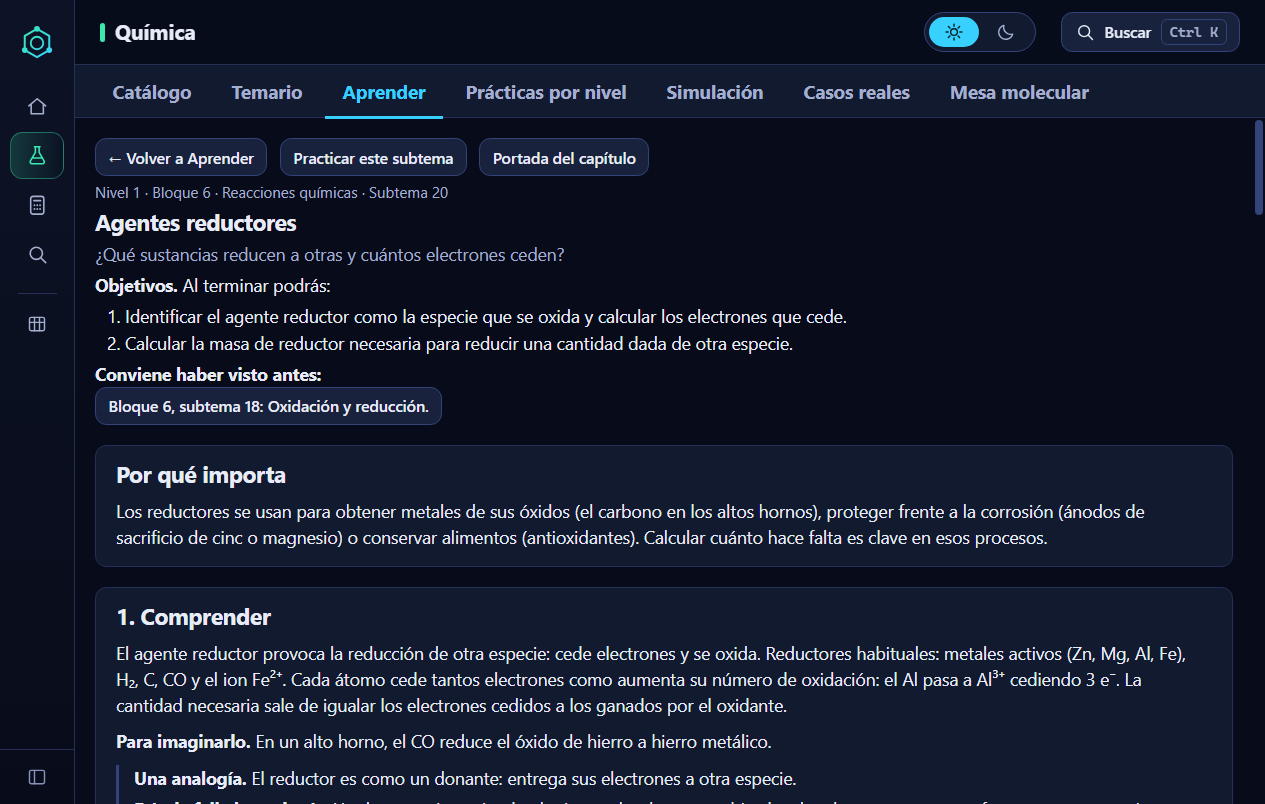 Química
Buscar Ctrl K
Catálogo Temario Aprender Prácticas por nivel Simulación Casos reales Mesa molecular
← Volver a Aprender Practicar este subtema Portada del capítulo
Nivel 1 · Bloque 6 · Reacciones químicas · Subtema 20
Agentes reductores
¿Qué sustancias reducen a otras y cuántos electrones ceden?
Objetivos. Al terminar podrás:
1. Identificar el agente reductor como la especie que se oxida y calcular los electrones que cede.
2. Calcular la masa de reductor necesaria para reducir una cantidad dada de otra especie.
Conviene haber visto antes:
Bloque 6, subtema 18: Oxidación y reducción.
Por qué importa
Los reductores se usan para obtener metales de sus óxidos (el carbono en los altos hornos), proteger frente a la corrosión (ánodos de
sacrificio de cinc o magnesio) o conservar alimentos (antioxidantes). Calcular cuánto hace falta es clave en esos procesos.
1. Comprender
El agente reductor provoca la reducción de otra especie: cede electrones y se oxida. Reductores habituales: metales activos (Zn, Mg, Al, Fe),
H₂, C, CO y el ion Fe²⁺. Cada átomo cede tantos electrones como aumenta su número de oxidación: el Al pasa a Al³⁺ cediendo 3 e⁻. La
cantidad necesaria sale de igualar los electrones cedidos a los ganados por el oxidante.
Para imaginarlo. En un alto horno, el CO reduce el óxido de hierro a hierro metálico.
Una analogía. El reductor es como un donante: entrega sus electrones a otra especie.